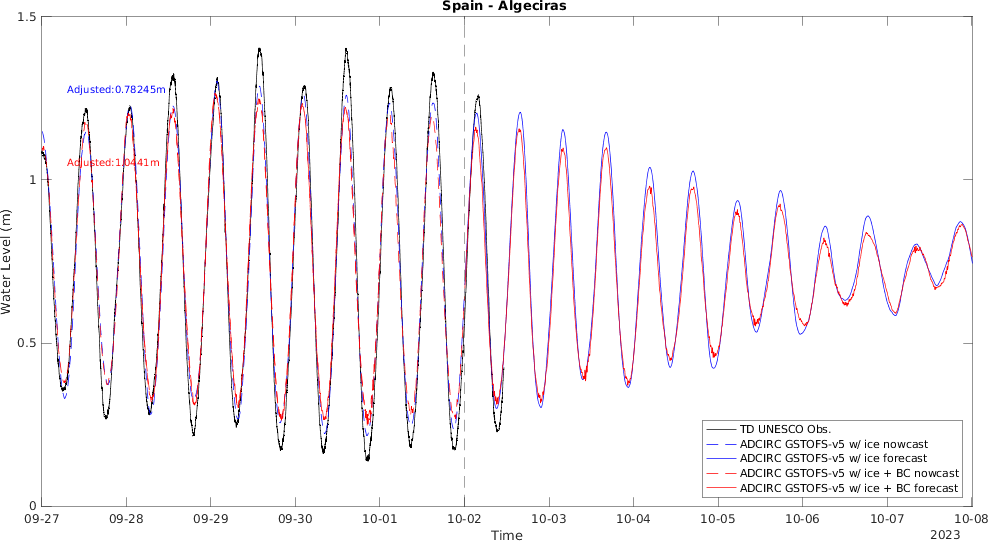 Spain - Algeciras
1.5
1
0.5
0
Water Level (m)
Adjusted:0.78245m
Adjusted:1.0441m
TD UNESCO Obs.
ADCIRC GSTOFS-v5 w/ ice nowcast
ADCIRC GSTOFS-v5 w/ ice forecast
ADCIRC GSTOFS-v5 w/ ice + BC nowcast
ADCIRC GSTOFS-v5 w/ ice + BC forecast
09-27 09-28 09-29 09-30 10-01 10-02 10-03 10-04 10-05 10-06 10-07 10-08
Time
2023